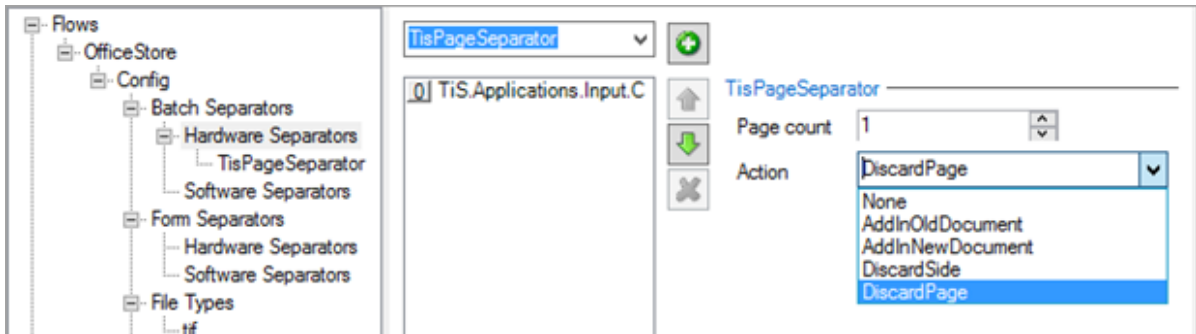 Flows
OfficeStore
Config
Batch Separators
Hardware Separators
TisPageSeparator
Software Separators
Form Separators
Hardware Separators
Software Separators
File Types
tif
TisPageSeparator
0 TiS.Applications.Input.C
TisPageSeparator
Page count 1
Action DiscardPage
None
AddInOldDocument
AddInNewDocument
DiscardSide
DiscardPage